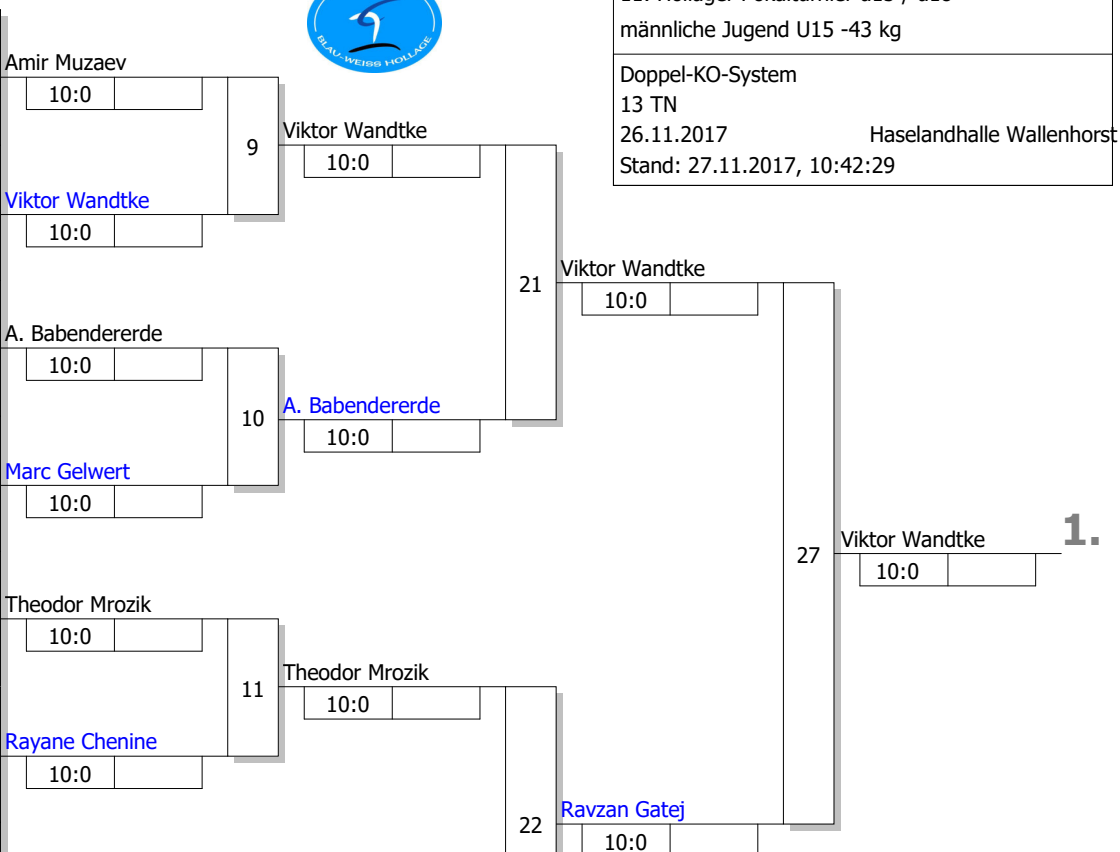 männliche Jugend U15 -43 kg
Doppel-KO-System
13 TN
26.11.2017 Haselandhalle Wallenhorst
Stand: 27.11.2017, 10:42:29
BLAU-WEISS HOLLAGE
Amir Muzaev
10:0
9
Viktor Wandtke
10:0
Viktor Wandtke
10:0
21
Viktor Wandtke
10:0
A. Babendererde
10:0
10
A. Babendererde
10:0
Marc Gelwert
10:0
27
Viktor Wandtke
1.
10:0
Theodor Mrozik
10:0
11
Theodor Mrozik
10:0
Rayane Chenine
10:0
22
Ravzan Gatej
10:0